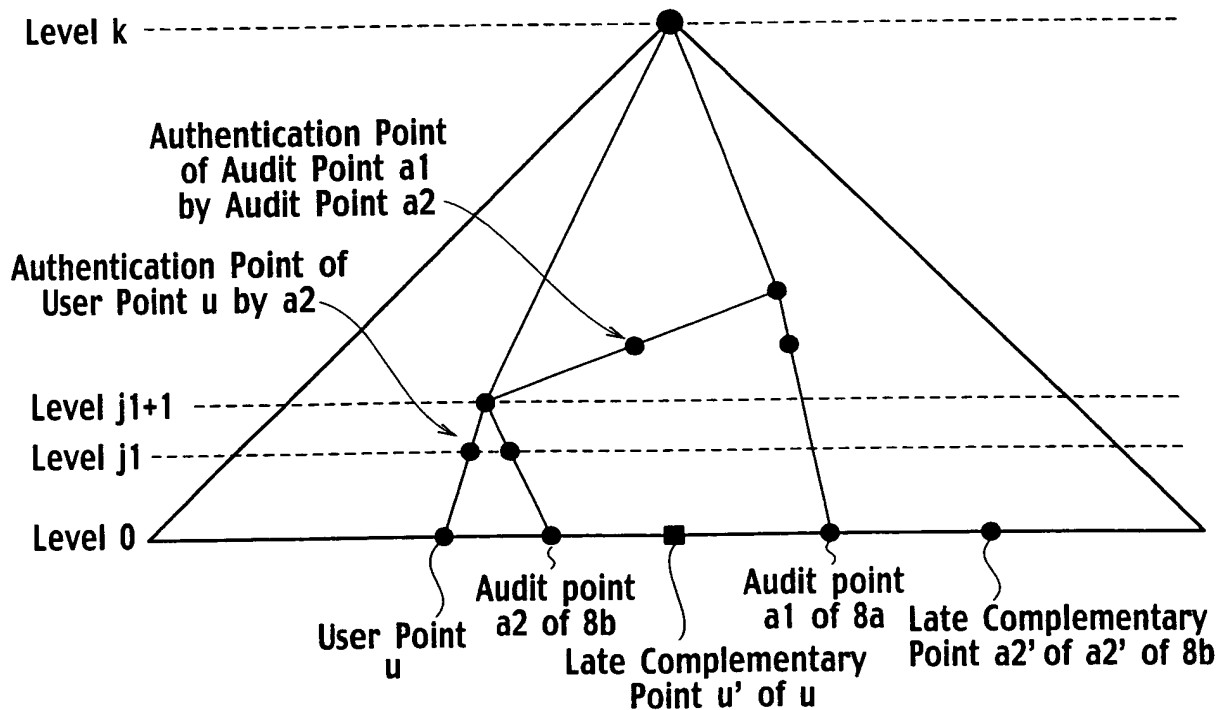 Level k
Authentication Point
of Audit Point a1
by Audit Point a2
Authentication Point of
User Point u by a2
Level j1+1
Level j1
Level 0
User Point
u
Audit point
a2 of 8b
Late Complementary
Point u' of u
Audit point
a1 of 8a
Late Complementary
Point a2' of a2' of 8b